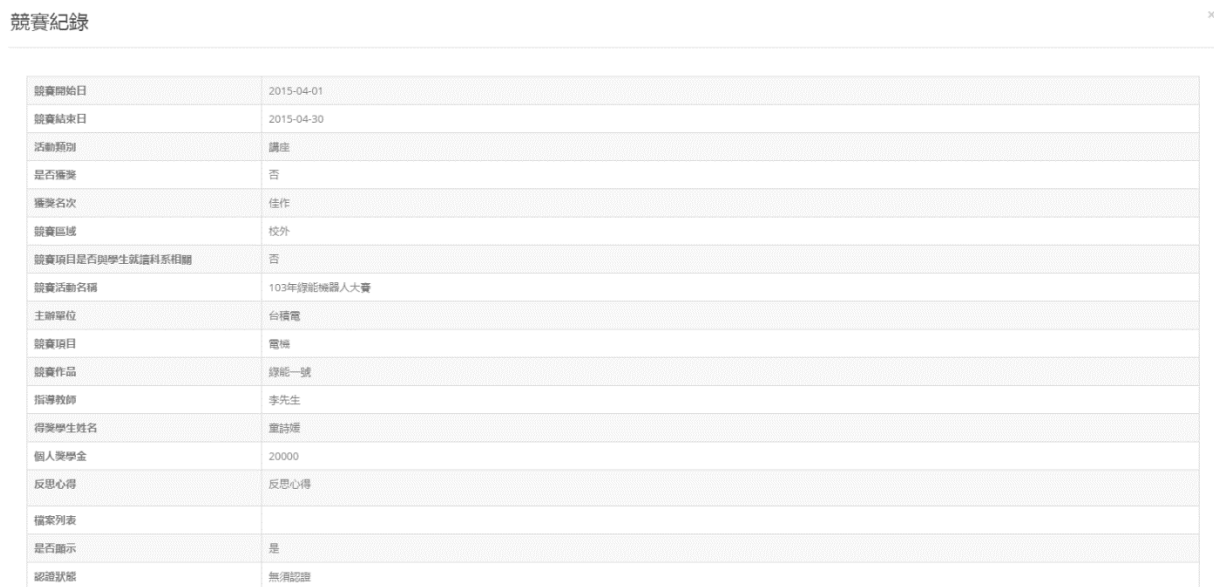 競賽紀錄 ×
競賽開始日 2015-04-01
競賽結束日 2015-04-30
活動類別 講座
是否獲獎 否
獲獎名次 佳作
競賽區域 校外
競賽項目是否與學生就讀科系相關 否
競賽活動名稱 103年綠能機器人大賽
主辦單位 台積電
競賽項目 電機
競賽作品 綠能一號
指導教師 李先生
得獎學生姓名 童詩媛
個人獎學金 20000
反思心得 反思心得
檔案列表
是否顯示 是
認證狀態 無須認證